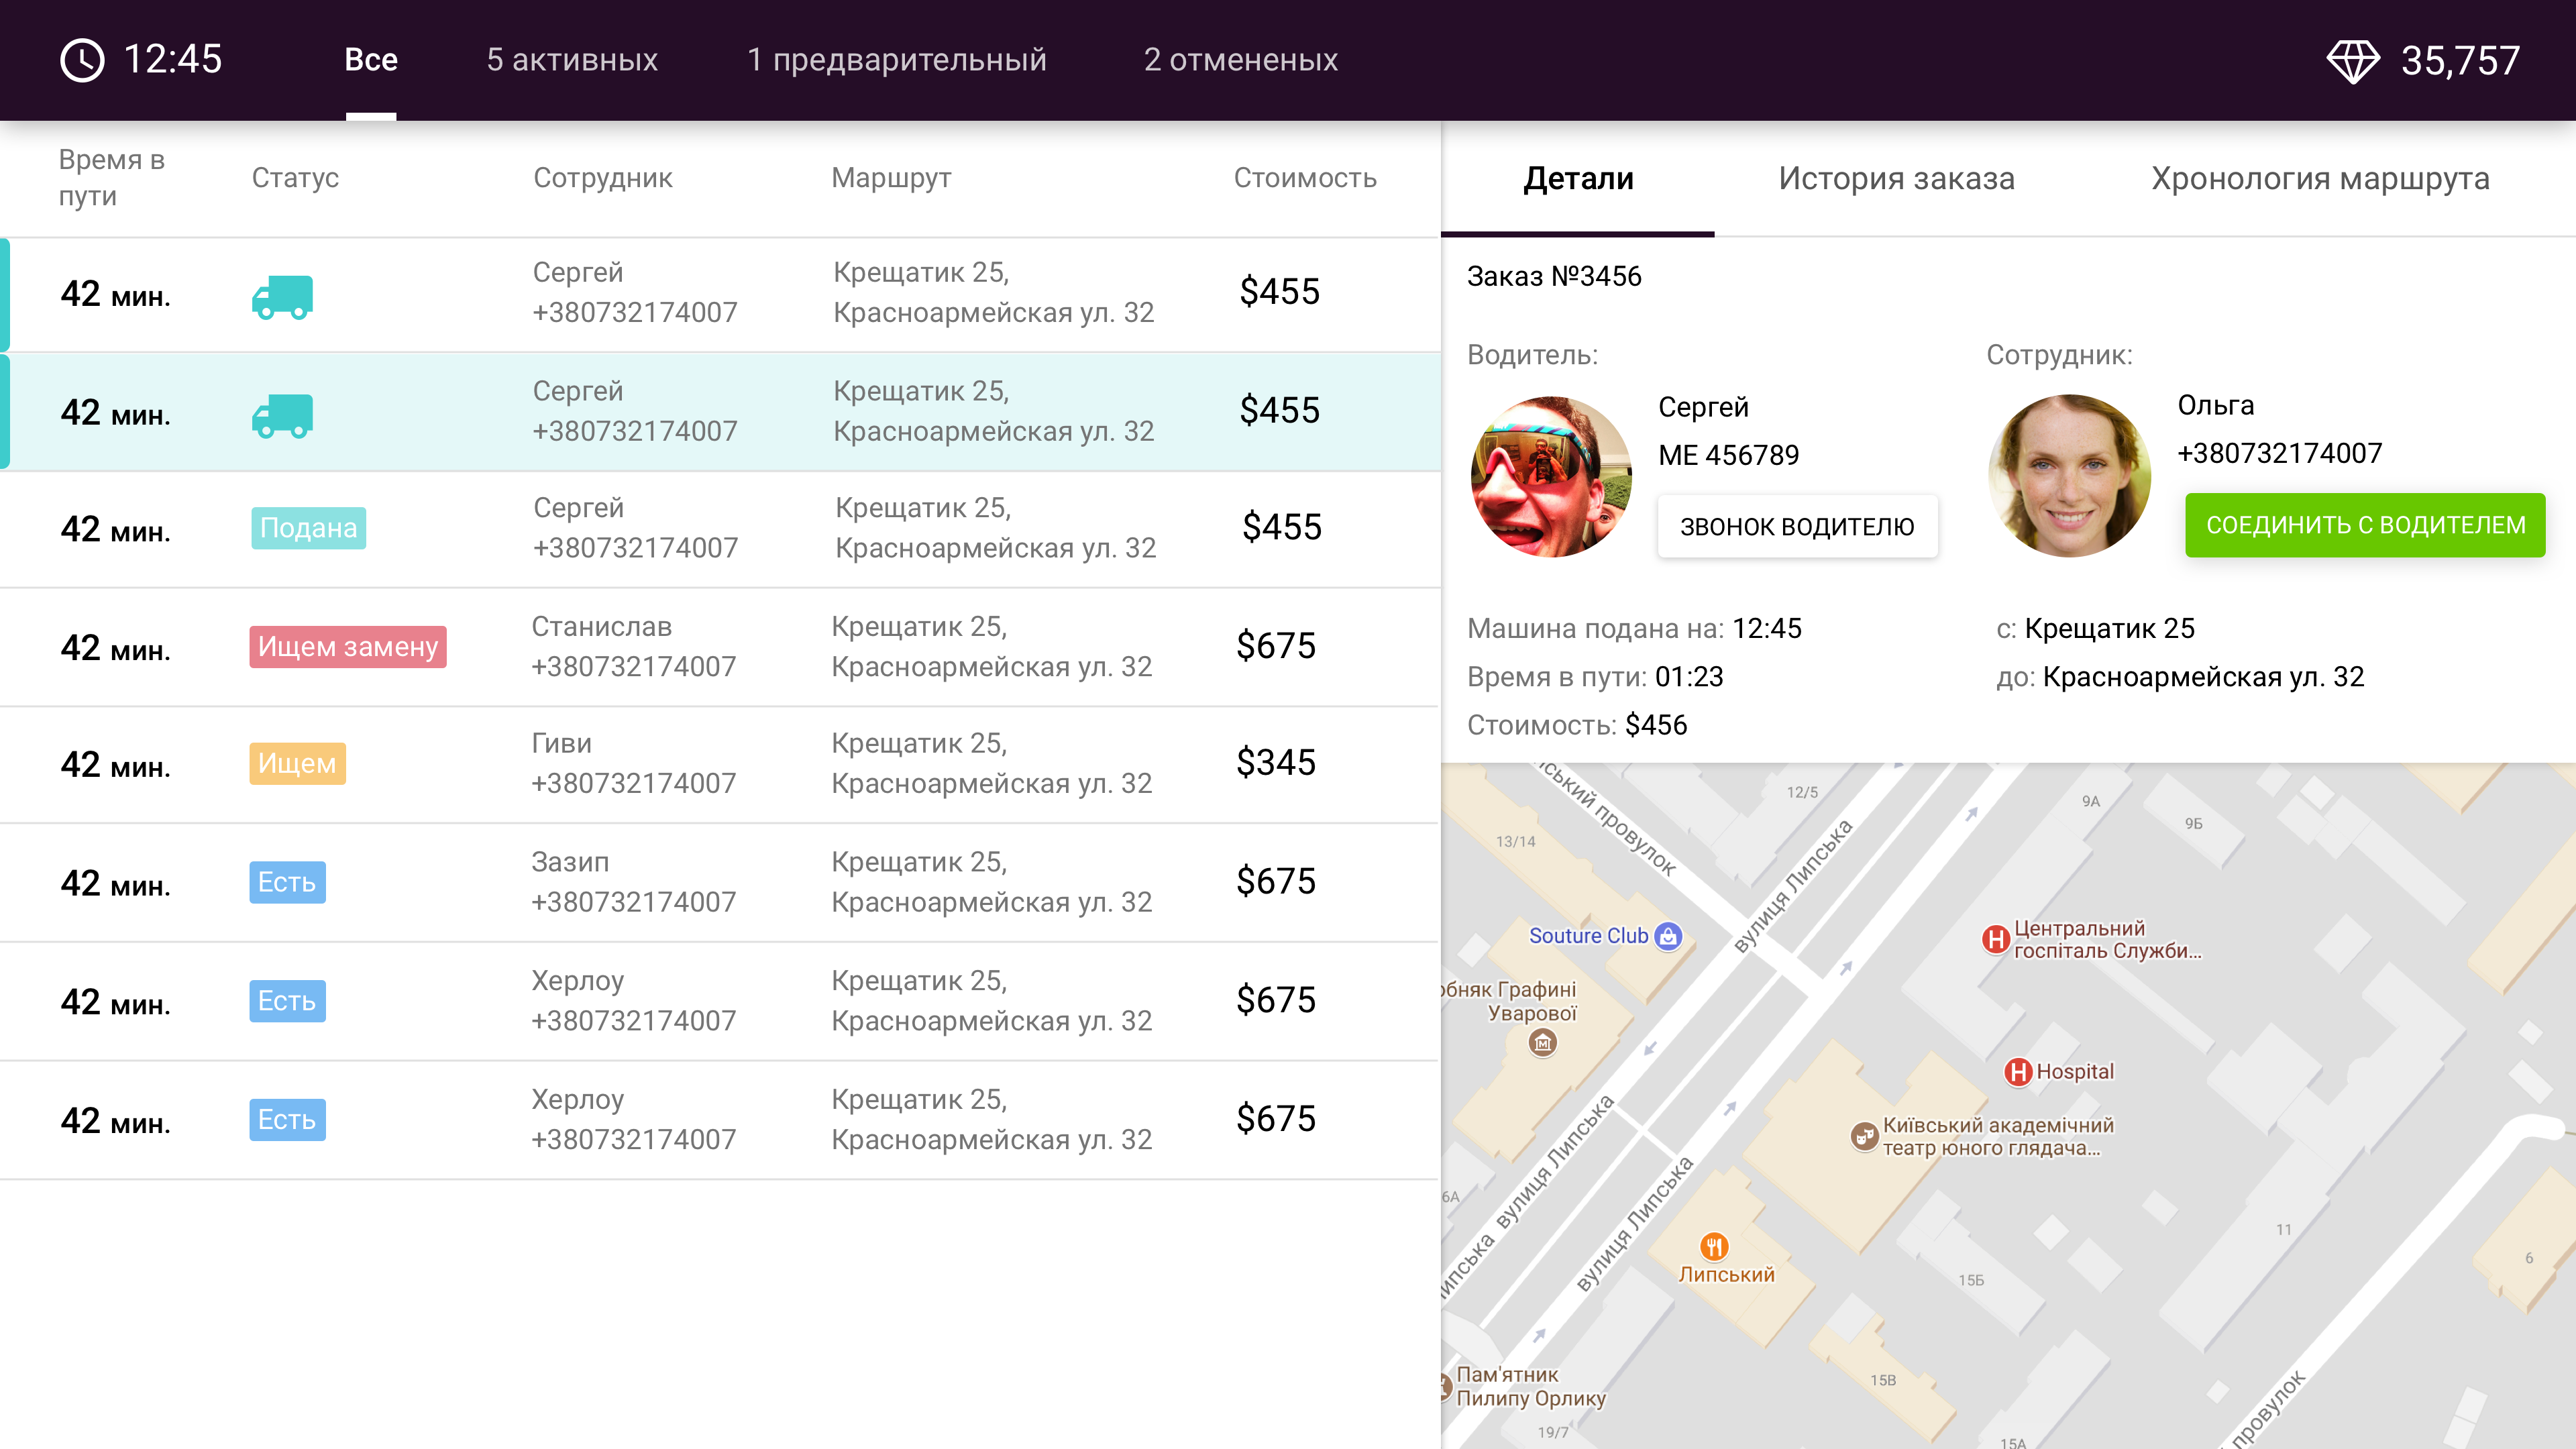 12:45
Все
5 активных
1 предварительный
2 отмененых
35,757
Время в
пути
Статус
Сотрудник
Маршрут
Стоимость
42 мин.
Сергей
+380732174007
Крещатик 25,
Красноармейская ул. 32
$455
42 мин.
Сергей
+380732174007
Крещатик 25,
Красноармейская ул. 32
$455
42 мин.
Подана
Сергей
+380732174007
Крещатик 25,
Красноармейская ул. 32
$455
42 мин.
Ищем замену
Станислав
+380732174007
Крещатик 25,
Красноармейская ул. 32
$675
42 мин.
Ищем
Гиви
+380732174007
Крещатик 25,
Красноармейская ул. 32
$345
42 мин.
Есть
Зазип
+380732174007
Крещатик 25,
Красноармейская ул. 32
$675
42 мин.
Есть
Херлоу
+380732174007
Крещатик 25,
Красноармейская ул. 32
$675
42 мин.
Есть
Херлоу
+380732174007
Крещатик 25,
Красноармейская ул. 32
$675
Детали
История заказа
Хронология маршрута
Заказ №3456
Водитель:
Сергей
МЕ 456789
ЗВОНОК ВОДИТЕЛЮ
Сотрудник:
Ольга
+380732174007
СОЕДИНИТЬ С ВОДИТЕЛЕМ
Машина подана на: 12:45
Время в пути: 01:23
Стоимость: $456
с: Крещатик 25
до: Красноармейская ул. 32
ський провулок
12/5
9А
9Б
13/14
вулиця Липська
Souture Club
Центральний
госпіталь Служби...
обняк Графині
Уварової
Hospital
Київський академічний
театр юного глядача...
6А
вулиця Липська
вулиця Липська
липська
Липський
11
6
15Б
15В
Пам'ятник
Пилипу Орлику
19/7
15А
провулок